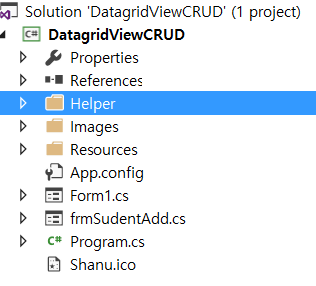 Solution 'DatagridViewCRUD' (1 project)
C# DatagridViewCRUD
Properties
References
Helper
Images
Resources
App.config
Form1.cs
frmSudentAdd.cs
C# Program.cs
Shanu.ico